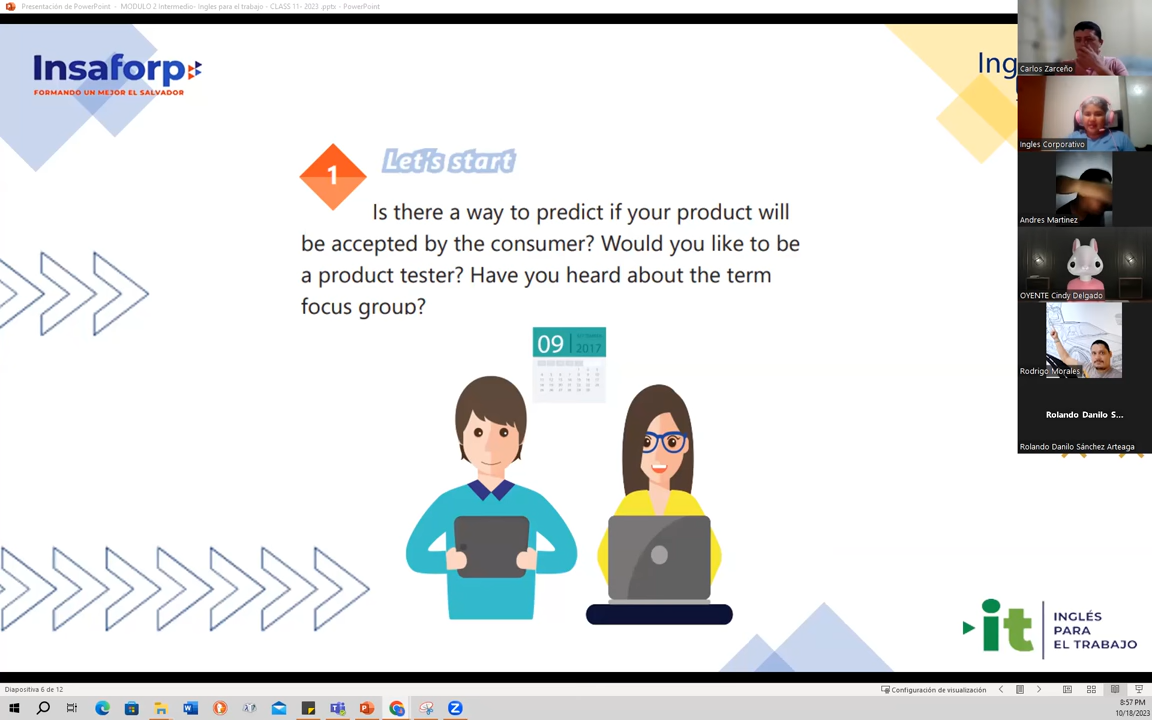 Presentación de PowerPoint - MODULO 2 Intermedio- Ingles para el trabajo - CLASS 11- 2023 .pptx - PowerPoint
Insaforp
FORMANDO UN MEJOR EL SALVADOR
Ing
Carlos Zarceño
Ingles Corporativo
Andres Martinez
OYENTE Cindy Delgado
Rodrigo Morales
Rolando Danilo S...
Rolando Danilo Sánchez Arteaga
1
Let's start
Is there a way to predict if your product will
be accepted by the consumer? Would you like to be
a product tester? Have you heard about the term
focus group?
09
2017
it
INGLÉS
PARA
EL TRABAJO
Diapositiva 6 de 12
Configuración de visualización
8:57 PM
10/18/2023